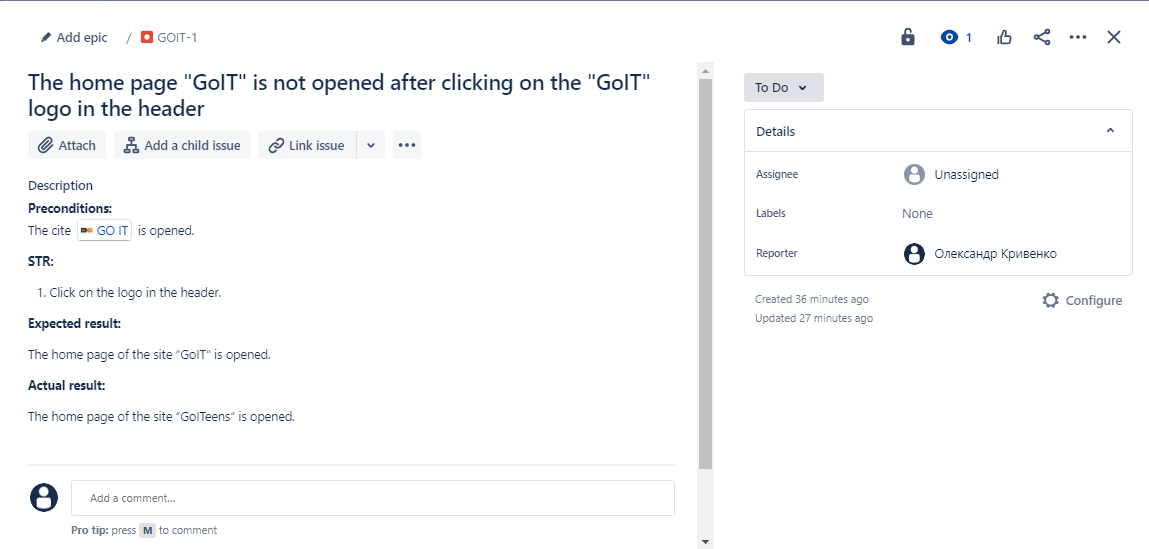 Add epic / GOIT-1
1
The home page "GoIT" is not opened after clicking on the "GoIT"
logo in the header
Attach
Add a child issue
Link issue
Description
Preconditions:
The cite GO IT is opened.
STR:
1. Click on the logo in the header.
Expected result:
The home page of the site “GoIT” is opened.
Actual result:
The home page of the site “GoITeens” is opened.
Add a comment...
Pro tip: press M to comment
To Do
Details
Assignee
Unassigned
Labels
None
Reporter
Олександр Кривенко
Created 36 minutes ago
Configure
Updated 27 minutes ago